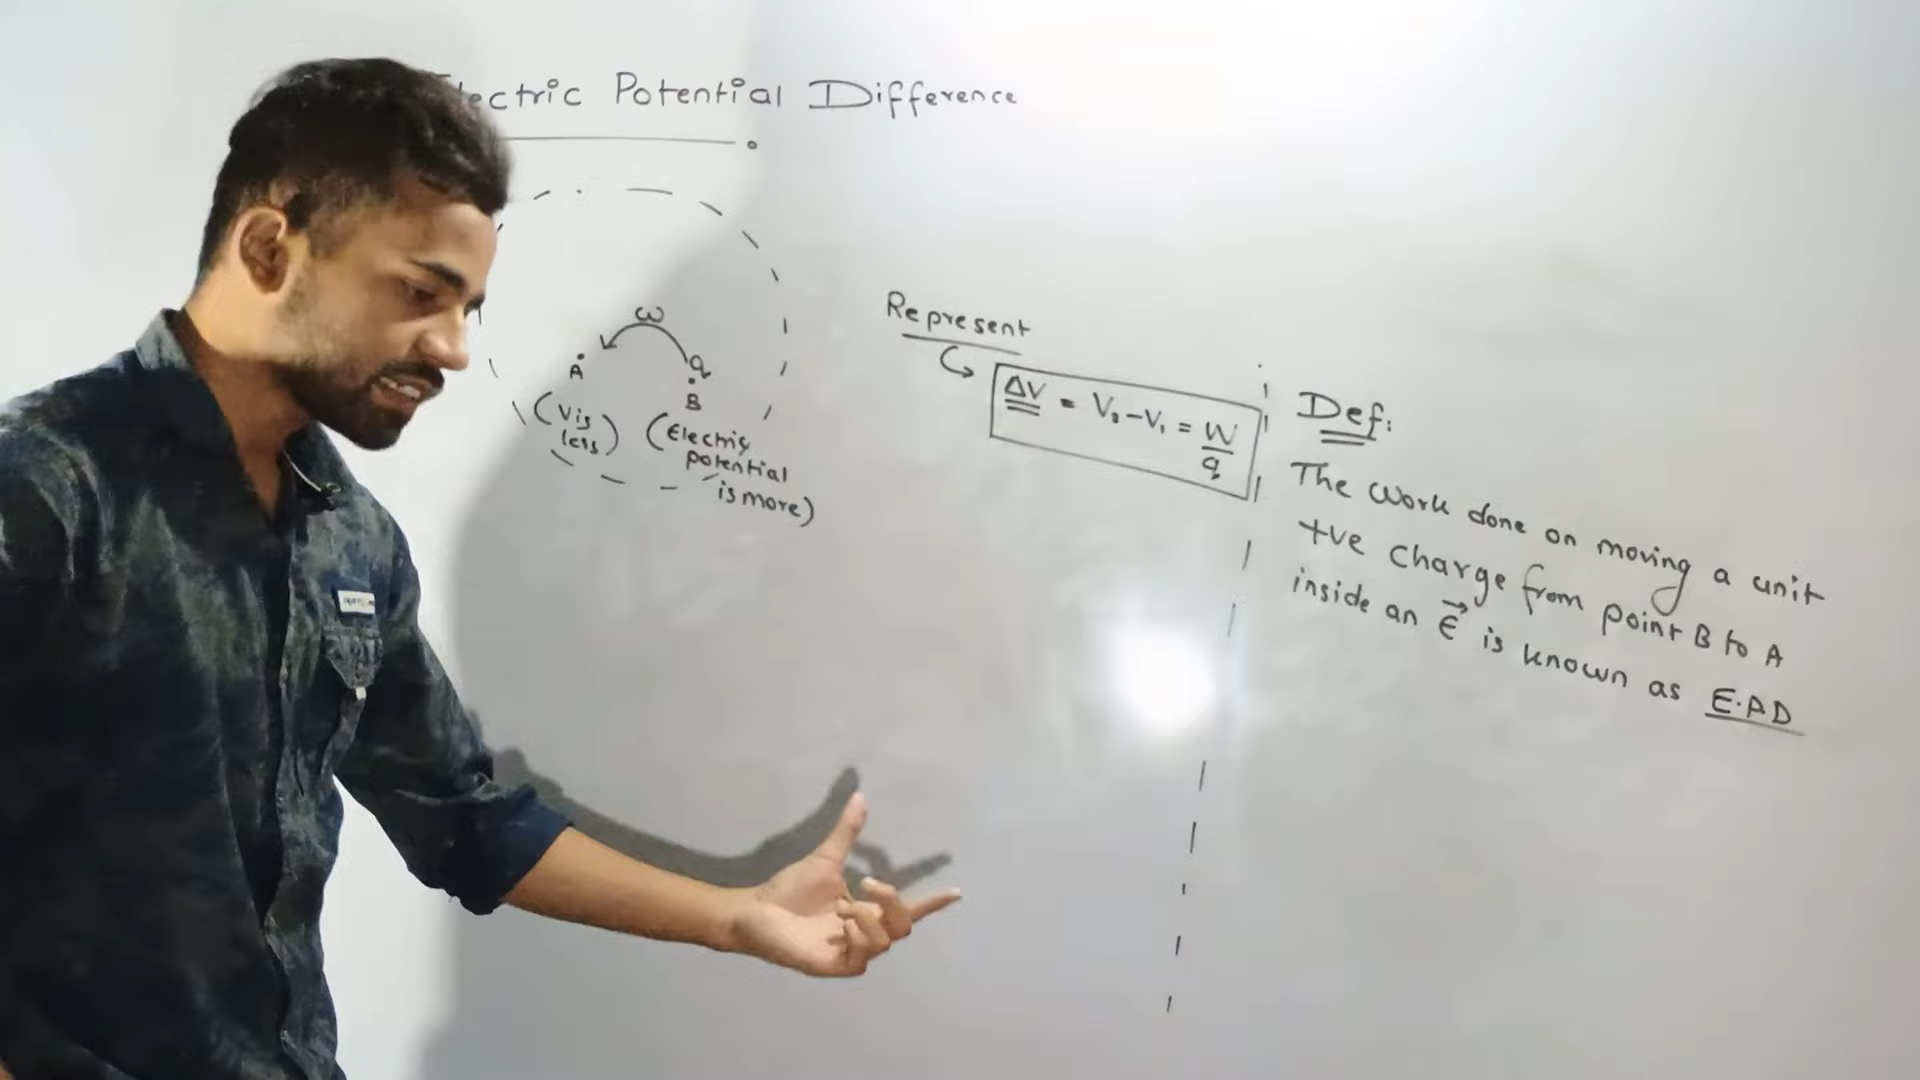 lectric Potential Difference
W
A
q
B
(V is
less)
(Electric
potential
is more)
Represent
ΔV = V₂ - V₁ = W
q
Def:
The work done on moving a unit
+ve charge from point B to A
inside an E⃗ is known as E.P.D